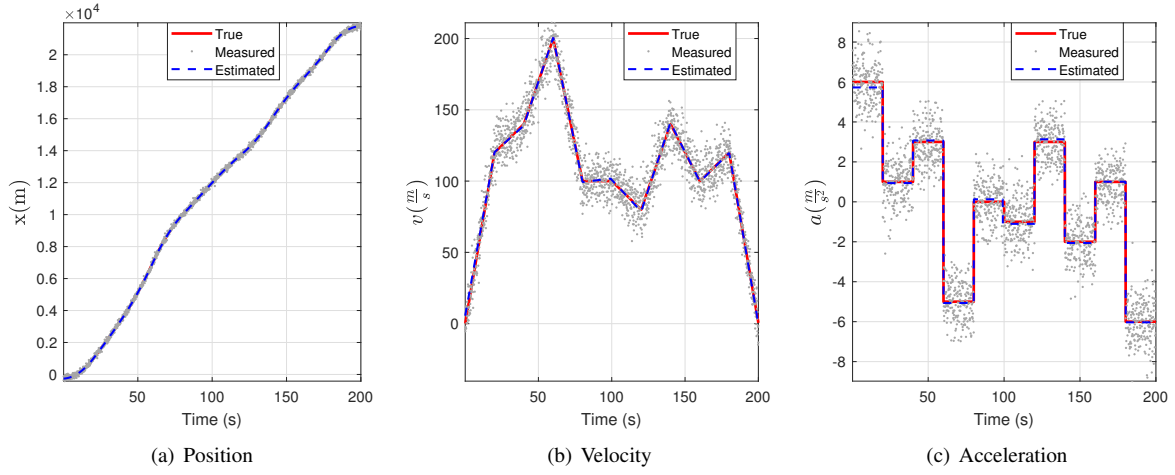 ×10⁴
2
1.8
1.6
1.4
1.2
1
0.8
0.6
0.4
0.2
0
x(m)
50 100 150 200
Time (s)
True
Measured
Estimated
(a) Position
200
150
100
50
0
v(m/s)
50 100 150 200
Time (s)
True
Measured
Estimated
(b) Velocity
8
6
4
2
0
-2
-4
-6
-8
a(m/s²)
50 100 150 200
Time (s)
True
Measured
Estimated
(c) Acceleration